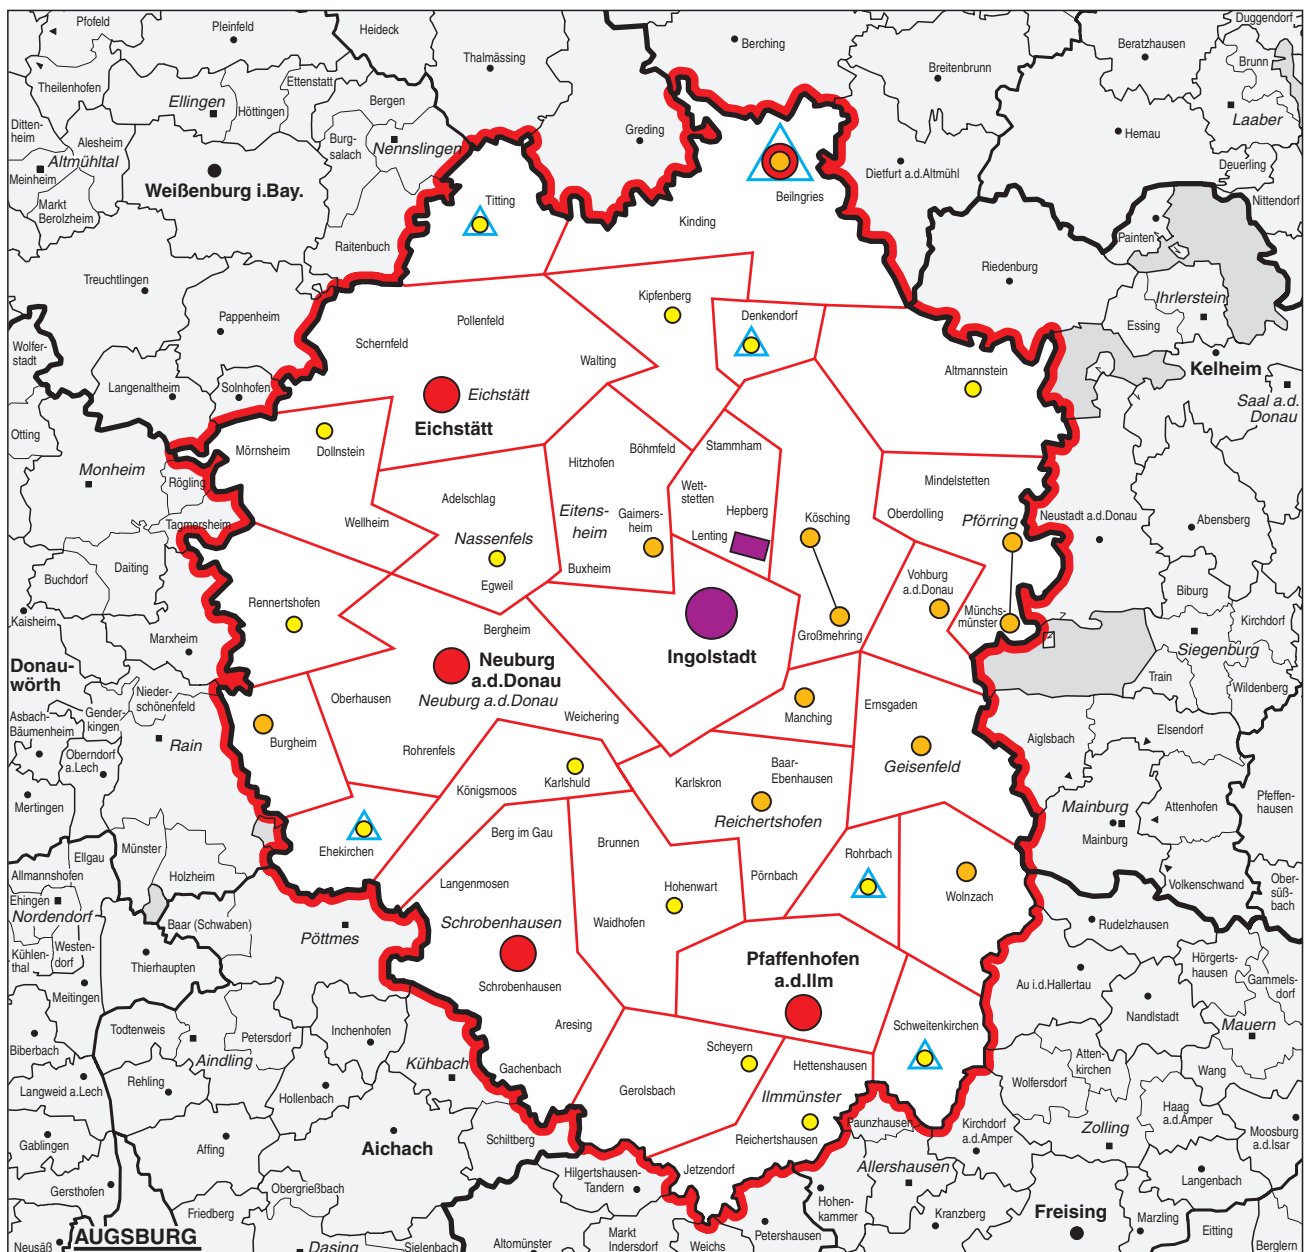 Pfofeld
Pleinfeld
Heideck
Thalmässing
Berching
Breitenbrunn
Beratzhausen
Duggendorf
Brunn
Laaber
Theilenhofen
Ellingen
Höttingen
Ettenstatt
Bergen
Nennslingen
Greding
Hemau
Deuerling
Ditten-
heim
Alesheim
Altmühltal
Meinheim
Markt
Berolzheim
Weißenburg i.Bay.
Burg-
salach
Raitenbuch
Titting
Kinding
Beilngries
Dietfurt a.d.Altmühl
Nittendorf
Painten
Riedenburg
Treuchtlingen
Pappenheim
Ihrlerstein
Essing
Kelheim
Saal a.d.
Donau
Wolfer-
stadt
Langenaltheim
Solnhofen
Schernfeld
Pollenfeld
Walting
Kipfenberg
Denkendorf
Altmannstein
Eichstätt
Eichstätt
Otting
Monheim
Rögling
Tagmersheim
Mörnsheim
Dollnstein
Wellheim
Adelschlag
Nassenfels
Egweil
Hitzhofen
Böhmfeld
Eitens-
heim
Gaimers-
heim
Buxheim
Stammham
Wett-
stetten
Hepberg
Lenting
Kösching
Großmehring
Mindelstetten
Oberdolling
Pförring
Neustadt a.d.Donau
Abensberg
Vohburg
a.d.Donau
Münchs-
münster
Biburg
Kirchdorf
Siegenburg
Train
Wildenberg
Buchdorf
Daiting
Kaisheim
Marxheim
Donau-
wörth
Rennertshofen
Bergheim
Neuburg
a.d.Donau
Neuburg a.d.Donau
Ingolstadt
Nieder-
schönenfeld
Gender-
kingen
Asbach-
Bäumenheim
Rain
Oberndorf
a.Lech
Mertingen
Oberhausen
Burgheim
Rohrenfels
Weichering
Manching
Ernsgaden
Geisenfeld
Aiglsbach
Elsendorf
Mainburg
Mainburg
Attenhofen
Pfeffen-
hausen
Volkenschwand
Ober-
süß-
bach
Königsmoos
Karlshuld
Karlskron
Baar-
Ebenhausen
Reichertshofen
Ehekirchen
Berg im Gau
Brunnen
Langenmosen
Hohenwart
Pörnbach
Rohrbach
Wolnzach
Waidhofen
Schrobenhausen
Schrobenhausen
Münster
Ellgau
Allmannshofen
Ehingen
Nordendorf
Holzheim
Baar (Schwaben)
Pöttmes
Kühlen-
thal
Westen-
dorf
Thierhaupten
Meitingen
Rudelzhausen
Au i.d.Hallertau
Hörgerts-
hausen
Gammels-
dorf
Nandlstadt
Mauern
Pfaffenhofen
a.d.Ilm
Schweitenkirchen
Aresing
Gachenbach
Scheyern
Gerolsbach
Hettenshausen
Ilmmünster
Reichertshausen
Jetzendorf
Todtenweis
Petersdorf
Inchenhofen
Aindling
Kühbach
Biberbach
Langweid a.Lech
Rehling
Hollenbach
Atten-
kirchen
Wolfersdorf
Wang
Haag
a.d.Amper
Zolling
Moosburg
a.d.Isar
Gablingen
Affing
Aichach
Schiltberg
Hilgertshausen-
Tandern
Paunzhausen
Kirchdorf
a.d.Amper
Allershausen
Langenbach
Gersthofen
Obergrießbach
Friedberg
Hohen-
kammer
Kranzberg
Freising
Marzling
Eitting
Berglern
Neusäß
AUGSBURG
Dasing
Sielenbach
Altomünster
Markt
Indersdorf
Weichs
Petershausen